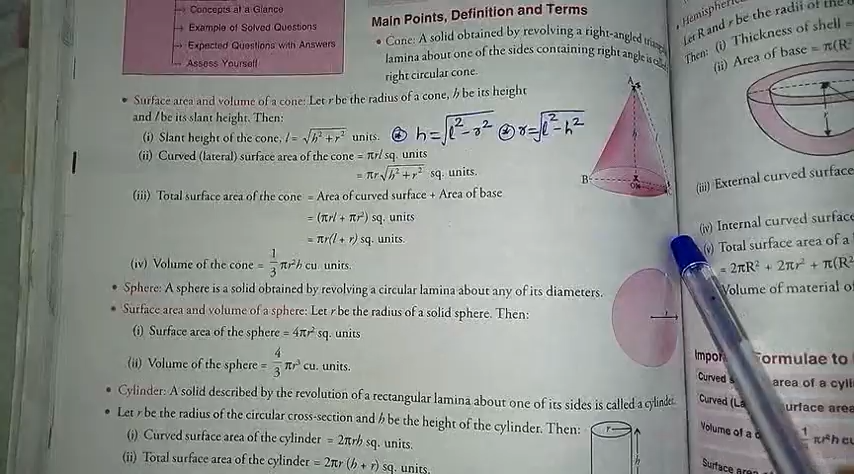 → Concepts at a Glance
→ Example of Solved Questions
→ Expected Questions with Answers
→ Assess Yourself
Main Points, Definition and Terms
• Cone: A solid obtained by revolving a right-angled triangular
lamina about one of the sides containing right angle is called
right circular cone.
• Surface area and volume of a cone: Let r be the radius of a cone, h be its height
and l be its slant height. Then:
(i) Slant height of the cone, l = √h² + r² units. ⊛ h = √l² - r² ⊛ r = √l² - h²
(ii) Curved (lateral) surface area of the cone = πrl sq. units
= πr√h² + r² sq. units.
(iii) Total surface area of the cone = Area of curved surface + Area of base
= (πrl + πr²) sq. units
= πr(l + r) sq. units.
(iv) Volume of the cone = 1/3 πr²h cu. units.
• Sphere: A sphere is a solid obtained by revolving a circular lamina about any of its diameters.
• Surface area and volume of a sphere: Let r be the radius of a solid sphere. Then:
(i) Surface area of the sphere = 4πr² sq. units
(ii) Volume of the sphere = 4/3 πr³ cu. units.
• Cylinder: A solid described by the revolution of a rectangular lamina about one of its sides is called a cylinder.
• Let r be the radius of the circular cross-section and h be the height of the cylinder. Then:
(i) Curved surface area of the cylinder = 2πrh sq. units.
(ii) Total surface area of the cylinder = 2πr (h + r) sq. units.
A
h
B
O
r
h
• Hemispheric
Let R and r be the radii of the
Then: (i) Thickness of shell =
(ii) Area of base = π(R²
r
(iii) External curved surface
(iv) Internal curved surface
(v) Total surface area of a
= 2πR² + 2πr² + π(R²
Volume of material o
Impor Formulae to
Curved s area of a cyli
Curved (La urface area
Volume of a c 1/3 πr²h cu
Surface area